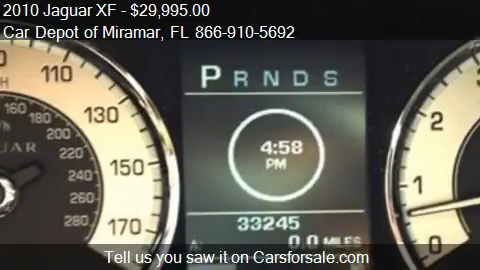 2010 Jaguar XF - $29,995.00
Car Depot of Miramar, FL 866-910-5692
P R N D S
110
130
150
170
160
180
200
220
240
260
280
4:58
PM
33245
0.0 MILES
2
1
0
Tell us you saw it on Carsforsale.com